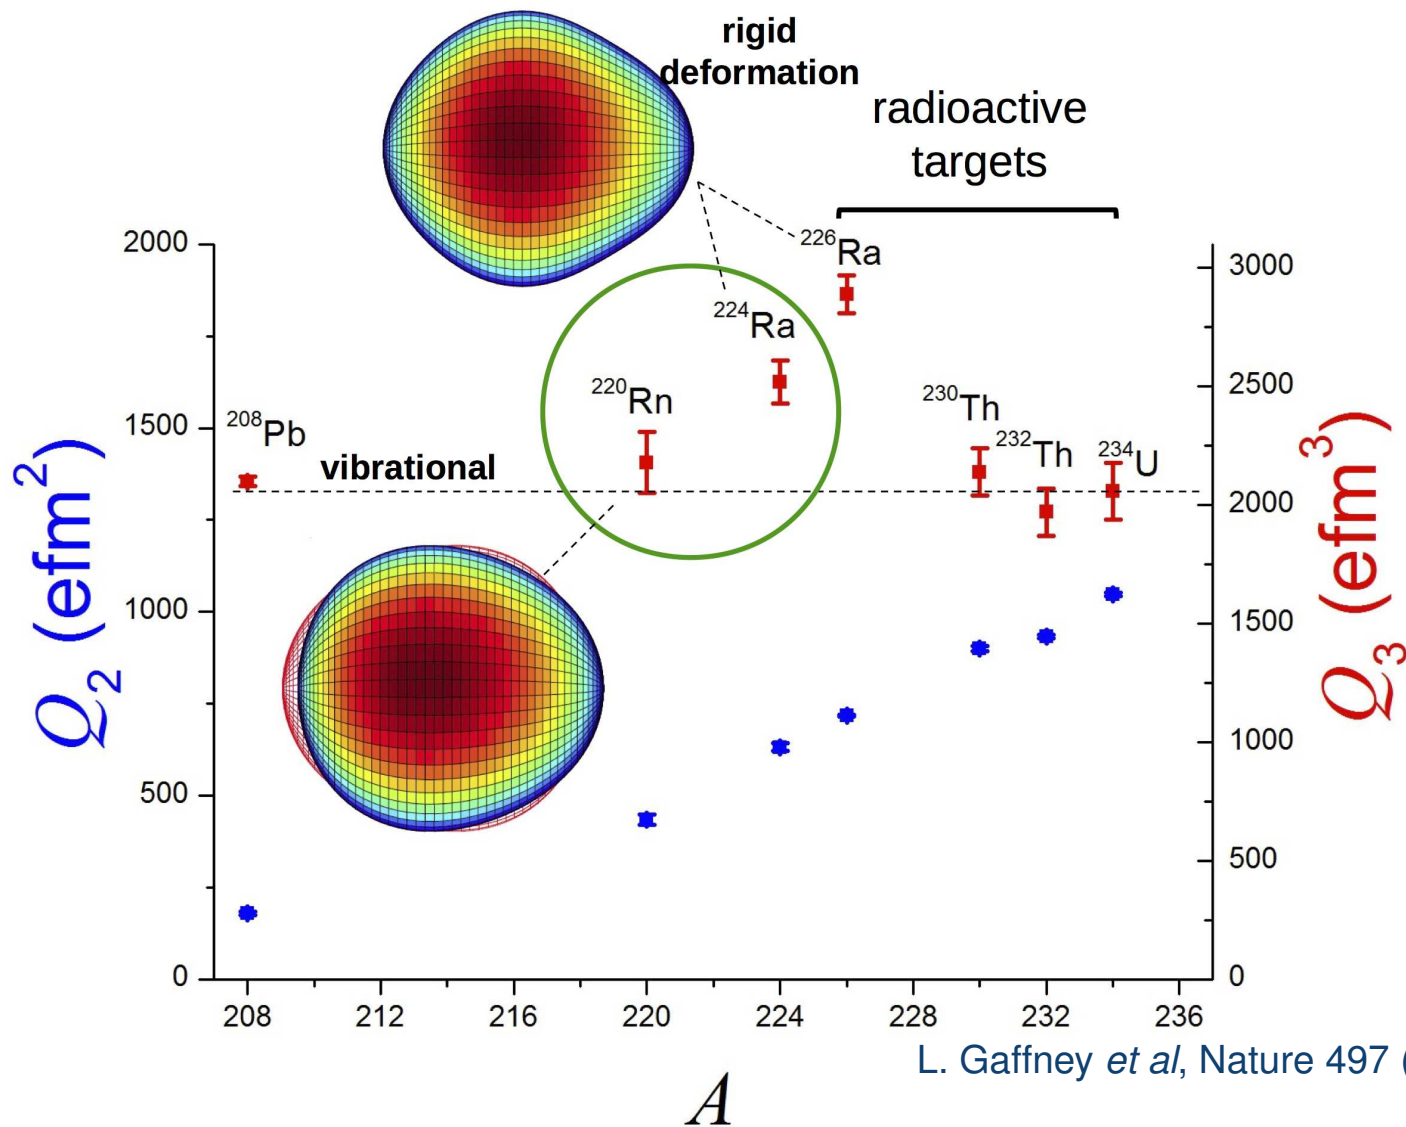 rigid
deformation
radioactive
targets
2000
1500
1000
500
0
Q₂ (efm²)
3000
2500
2000
1500
1000
500
0
Q₃ (efm³)
²²⁶Ra
²²⁴Ra
²²⁰Rn
²⁰⁸Pb
vibrational
²³⁰Th
²³²Th
²³⁴U
208 212 216 220 224 228 232 236
A
L. Gaffney et al, Nature 497 (